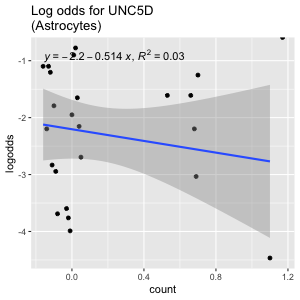 Log odds for UNC5D
(Astrocytes)
y = −2.2 − 0.514 x, R² = 0.03
-1
-2
-3
-4
logodds
0.0 0.4 0.8 1.2
count